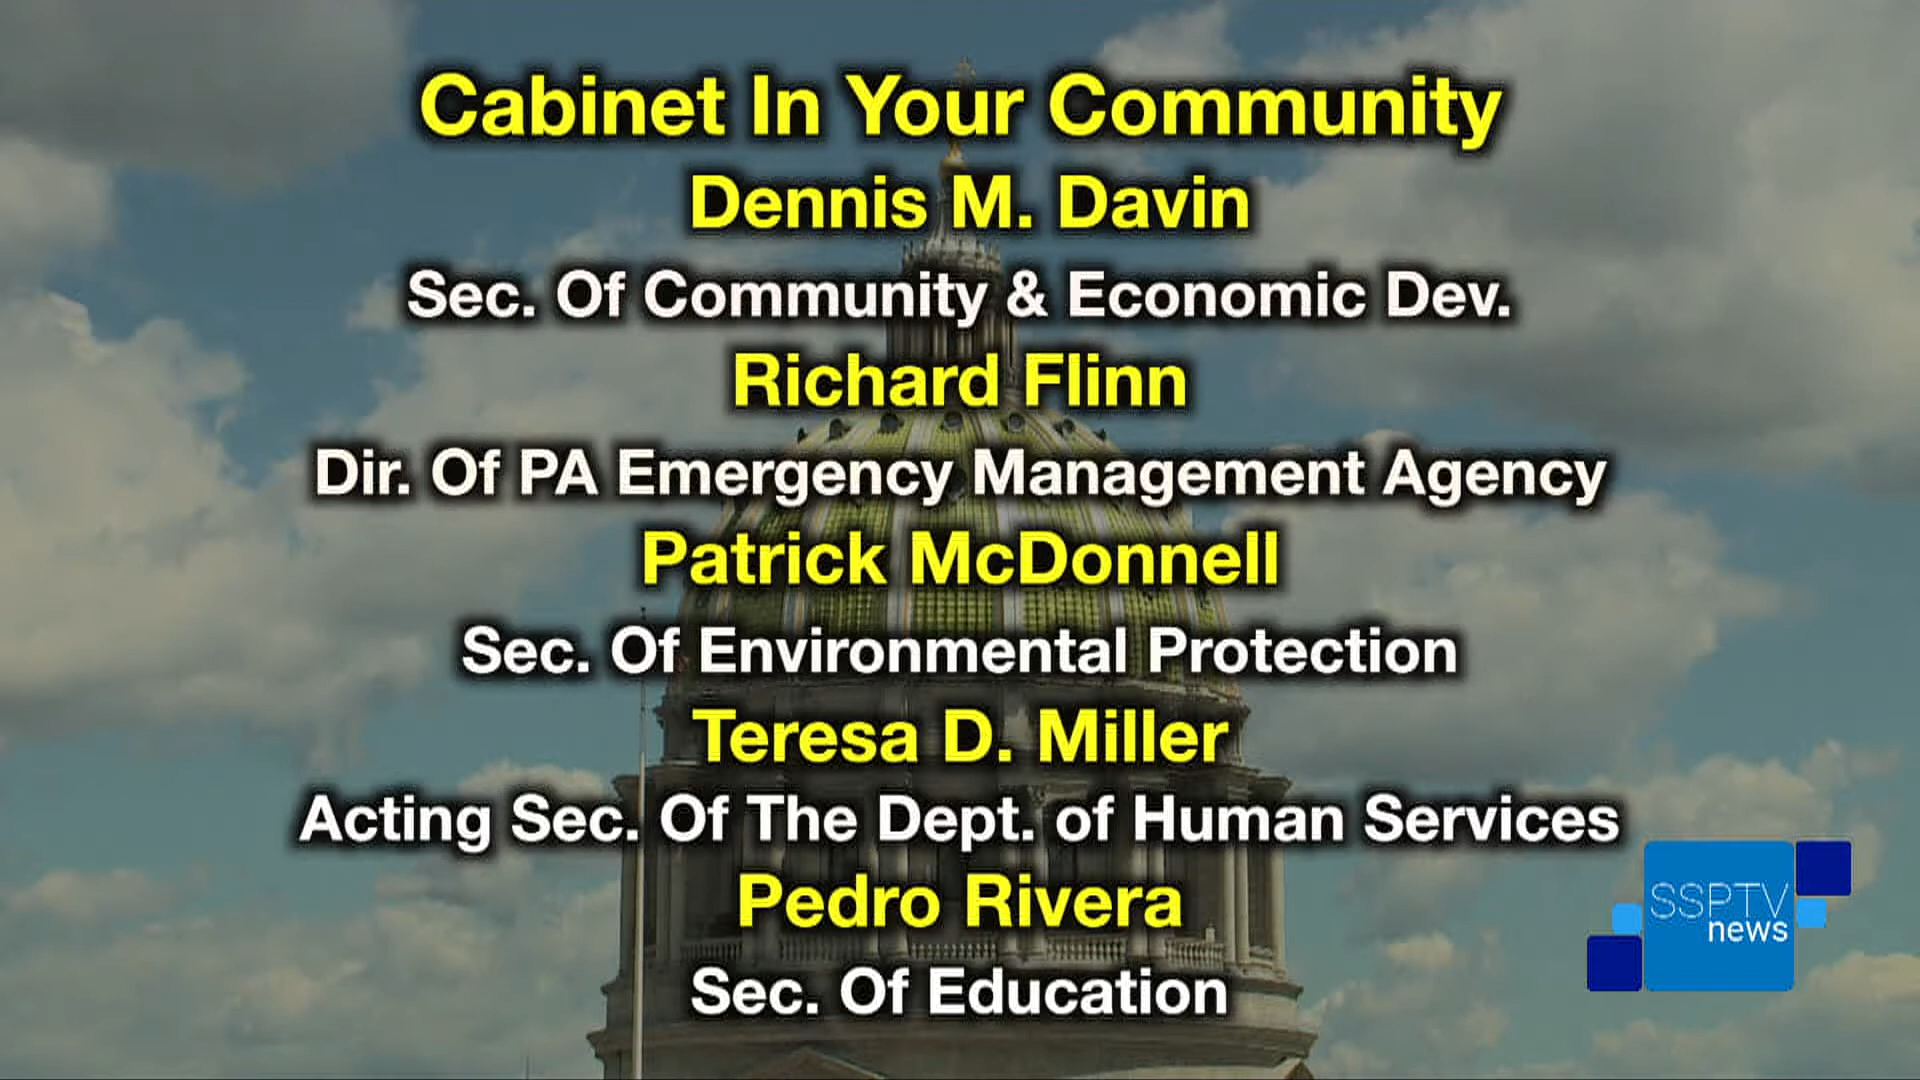 Cabinet In Your Community
Dennis M. Davin
Sec. Of Community & Economic Dev.
Richard Flinn
Dir. Of PA Emergency Management Agency
Patrick McDonnell
Sec. Of Environmental Protection
Teresa D. Miller
Acting Sec. Of The Dept. of Human Services
Pedro Rivera
Sec. Of Education
SSPTV
news